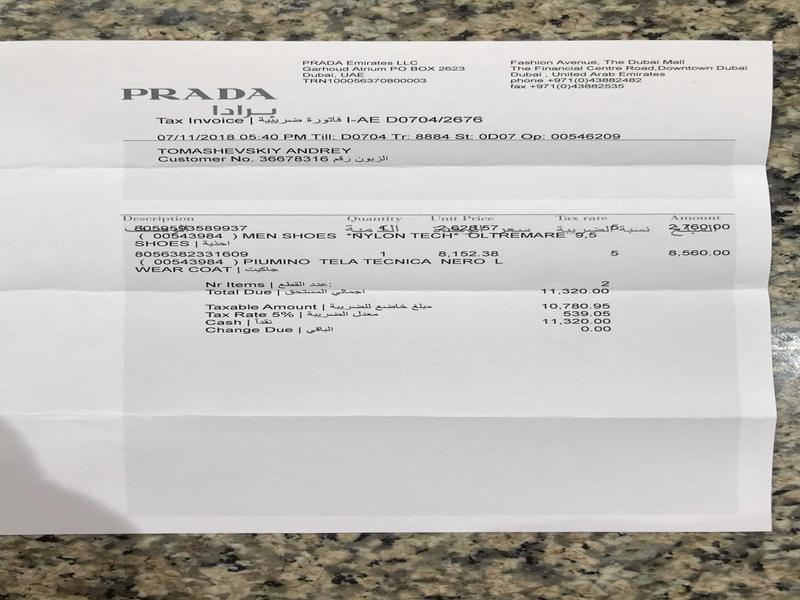 PRADA Emirates LLC
Garhoud Atrium PO BOX 2623
Dubai, UAE
TRN100056370800003
Fashion Avenue, The Dubai Mall
The Financial Centre Road,Downtown Dubai
Dubai , United Arab Emirates
phone +971(0)43882482
fax +971(0)43882535
PRADA
برادا
Tax Invoice | فاتورة ضريبية I-AE D0704/2676
07/11/2018 05:40 PM Till: D0704 Tr: 8884 St: 0D07 Op: 00546209
TOMASHEVSKIY ANDREY
Customer No. 36678316 الزبون رقم
Description Quantity Unit Price Tax rate Amount
8059593589937 1 2,628.57 5 2,760.00
( 00543984 ) MEN SHOES *NYLON TECH* OLTREMARE 9,5
SHOES | احذية
8056382331609 1 8,152.38 5 8,560.00
( 00543984 ) PIUMINO TELA TECNICA NERO L
WEAR COAT | جاكيت
Nr Items | عدد القطع: 2
Total Due | اجمالي المستحق 11,320.00
Taxable Amount | مبلغ خاضع للضريبة 10,780.95
Tax Rate 5% | معدل الضريبة 539.05
Cash | نقدا 11,320.00
Change Due | الباقي 0.00